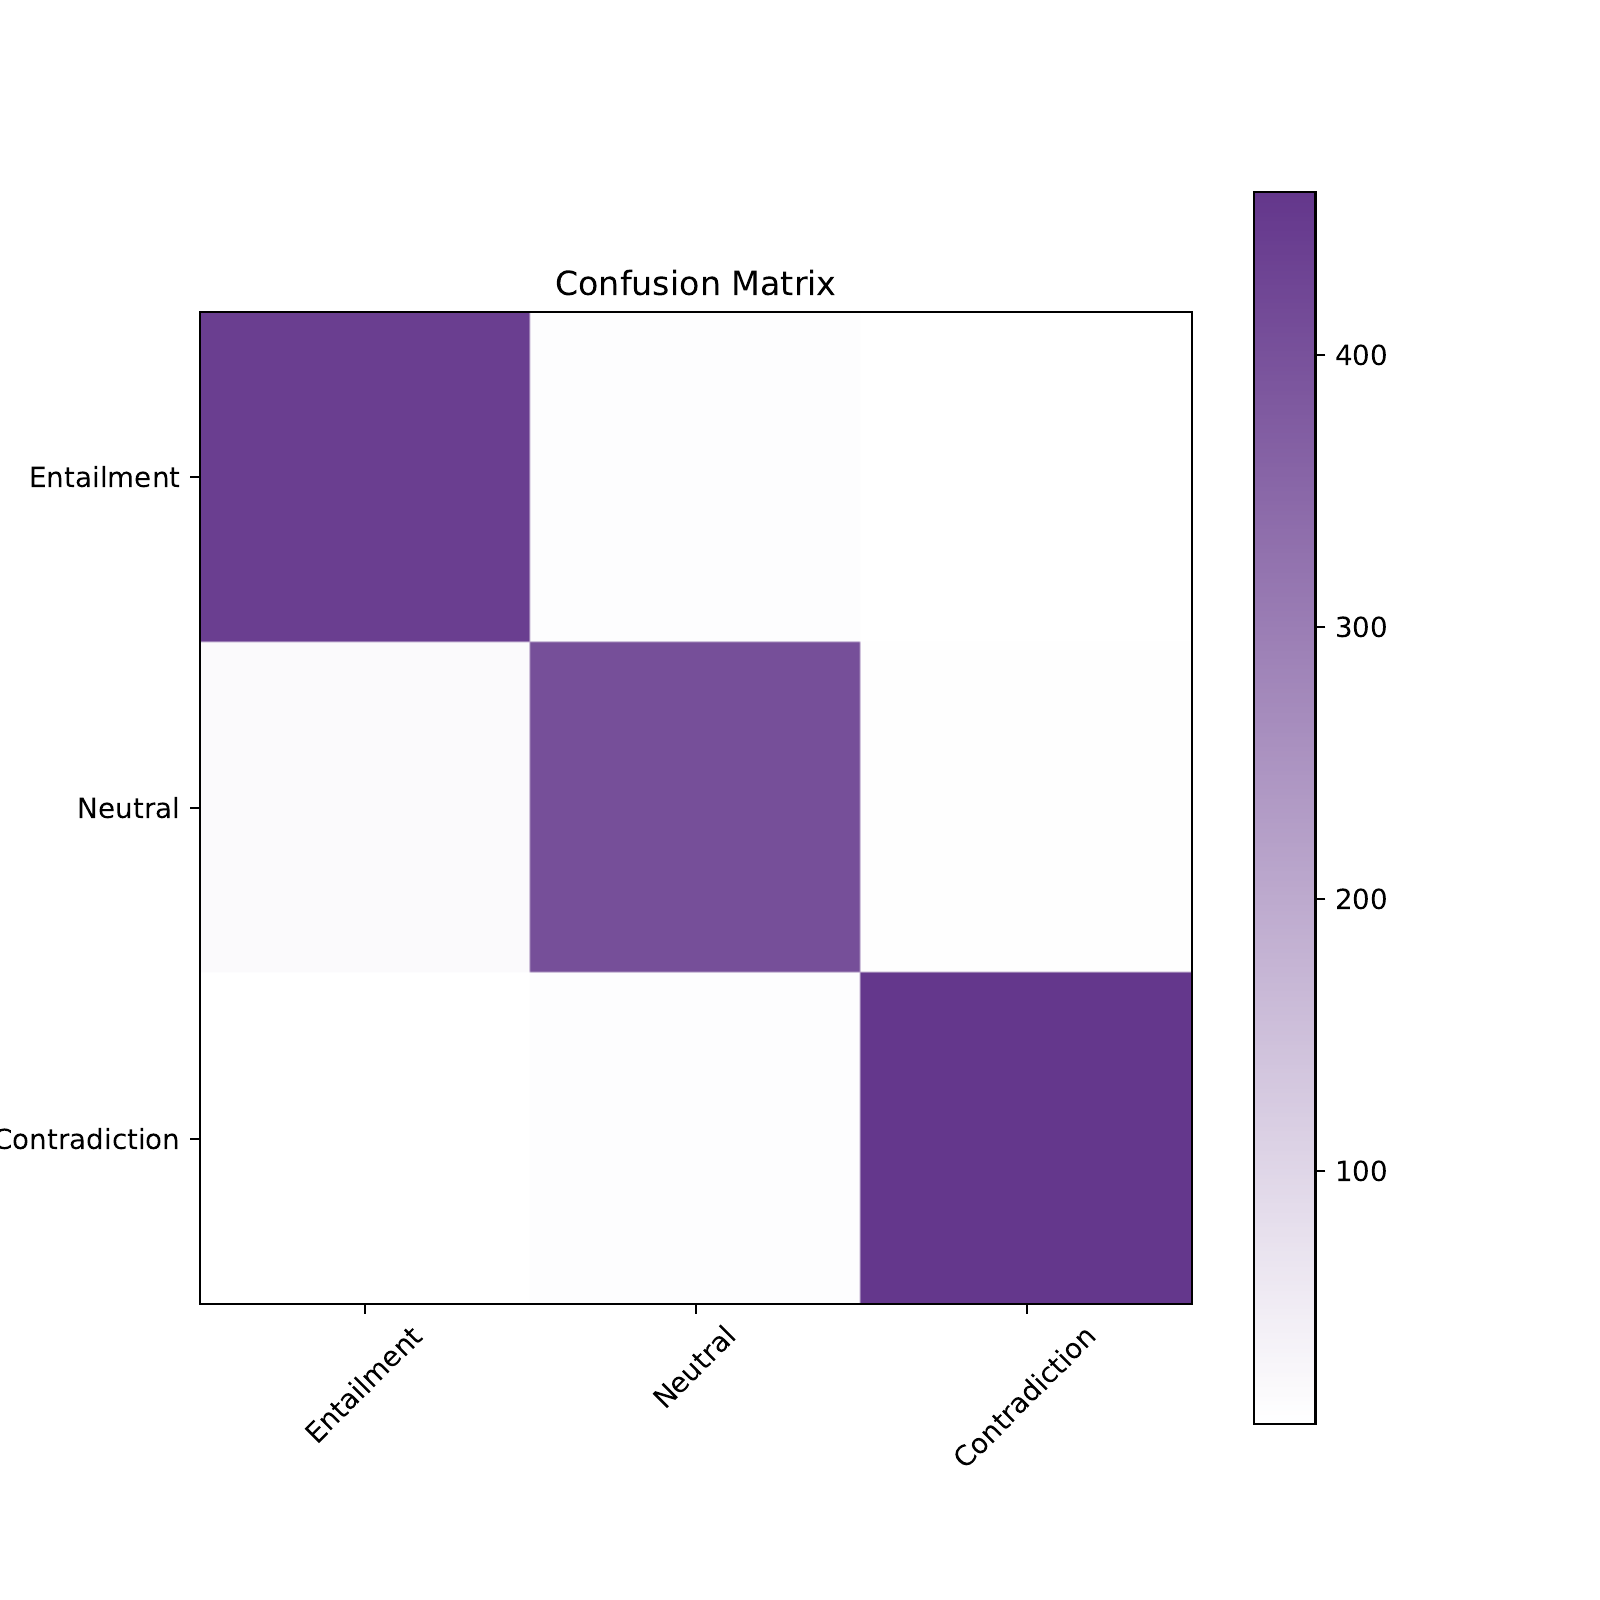 Confusion Matrix
Entailment
Neutral
Contradiction
Entailment
Neutral
Contradiction
400
300
200
100